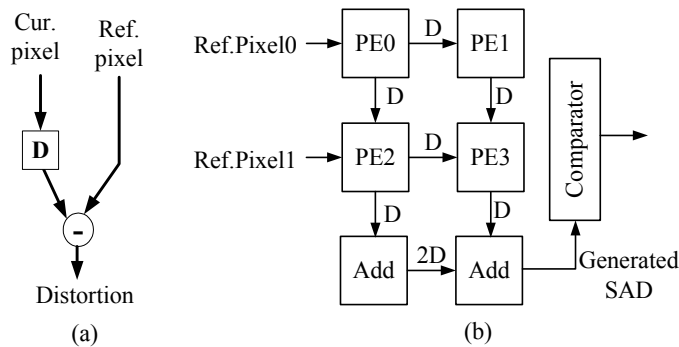 Cur.
pixel
Ref.
pixel
D
-
Distortion
(a)
Ref.Pixel0
PE0
D
PE1
D
D
Ref.Pixel1
PE2
D
PE3
D
D
Add
2D
Add
Comparator
Generated
SAD
(b)